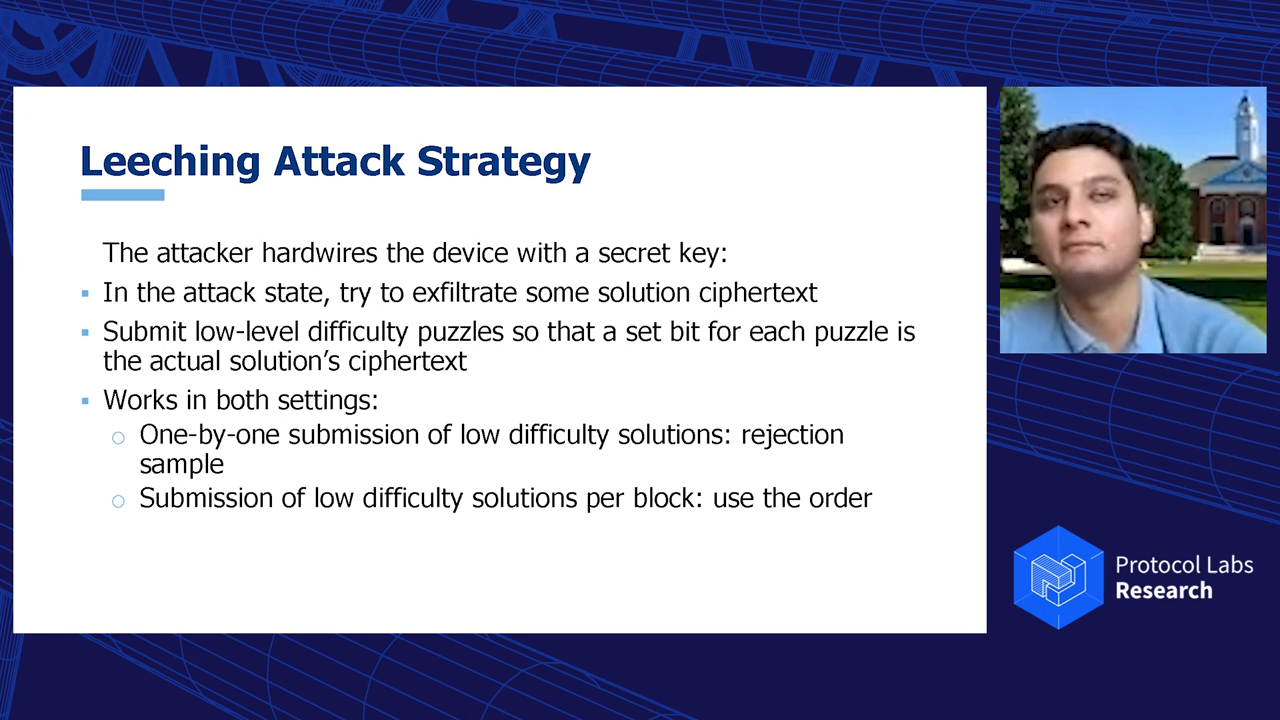 Leeching Attack Strategy
The attacker hardwires the device with a secret key:
▪ In the attack state, try to exfiltrate some solution ciphertext
▪ Submit low-level difficulty puzzles so that a set bit for each puzzle is
the actual solution’s ciphertext
▪ Works in both settings:
○ One-by-one submission of low difficulty solutions: rejection
sample
○ Submission of low difficulty solutions per block: use the order
Protocol Labs
Research